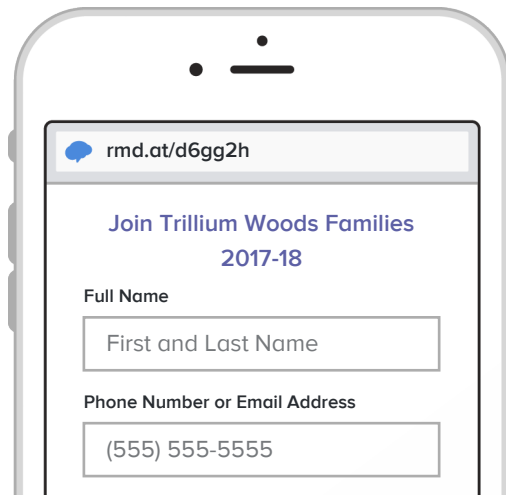 rmd.at/d6gg2h
Join Trillium Woods Families
2017-18
Full Name
First and Last Name
Phone Number or Email Address
(555) 555-5555